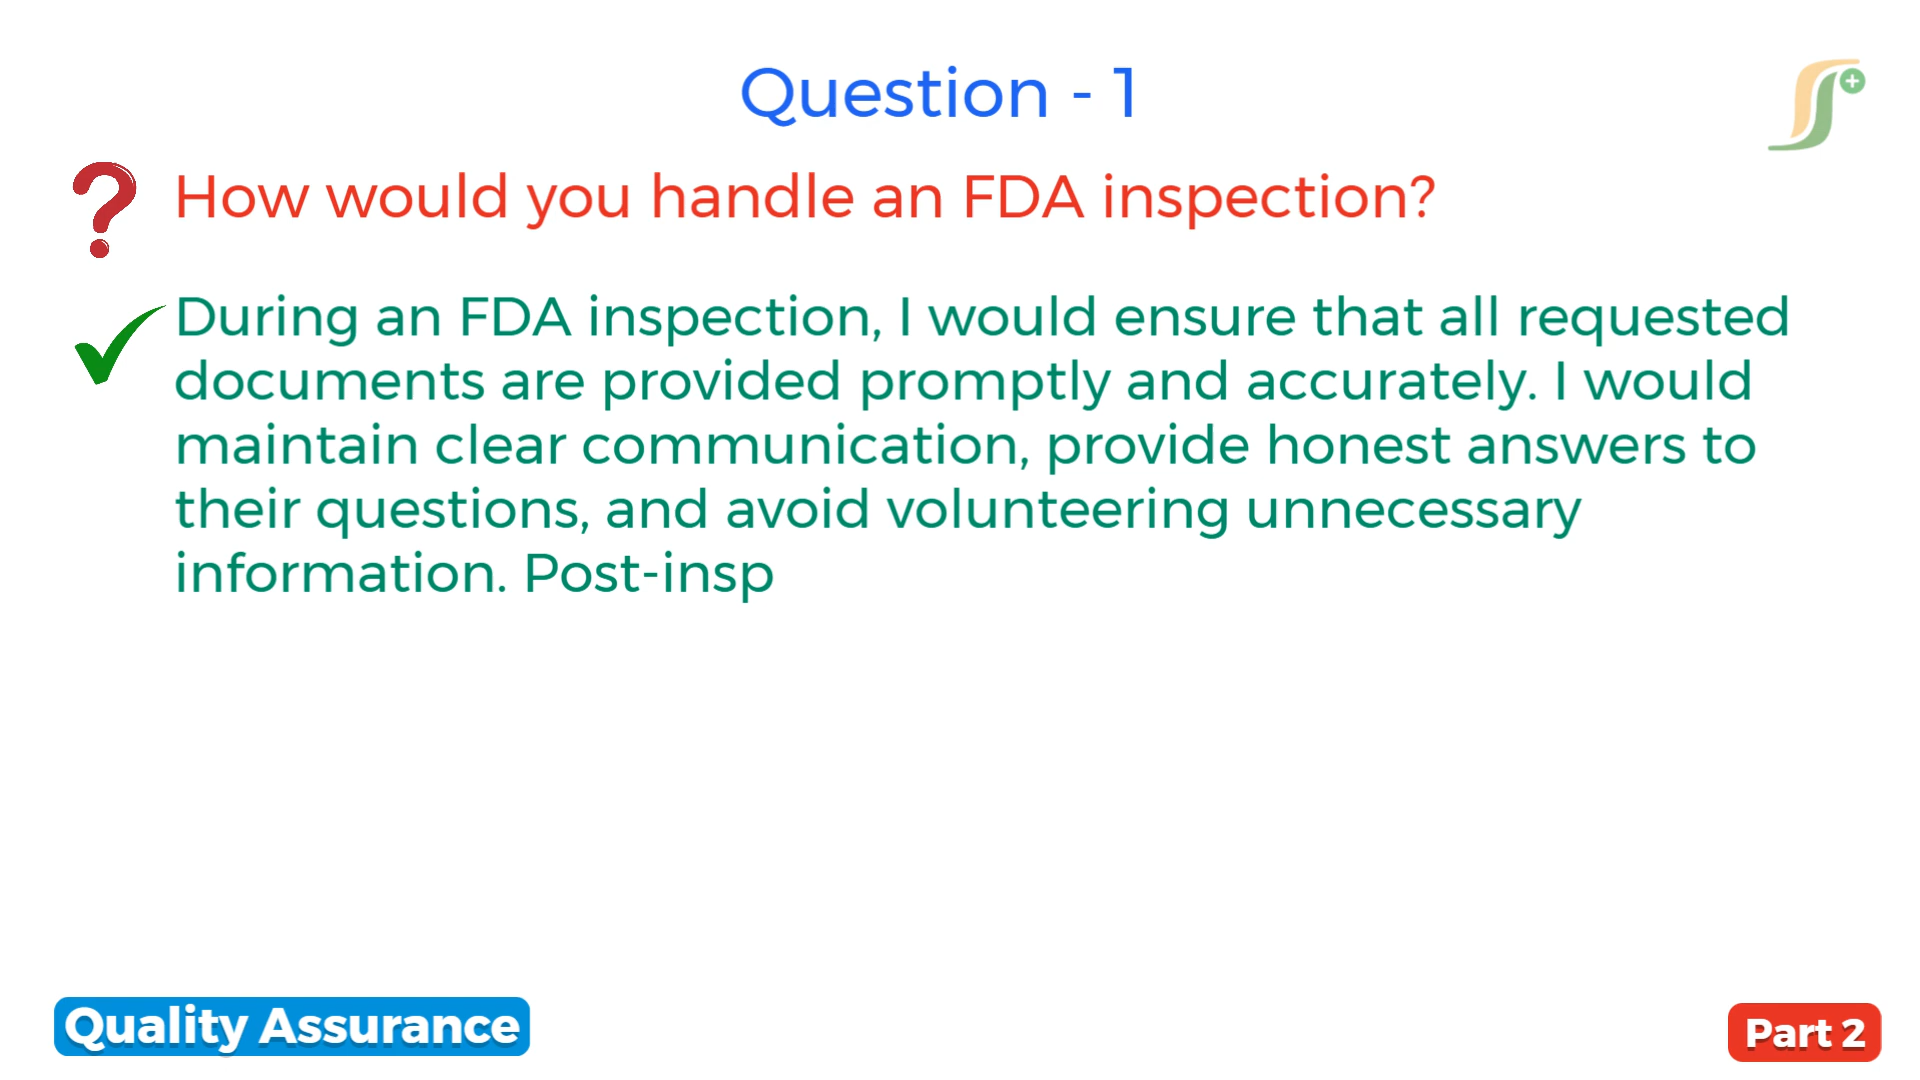 Question - 1
How would you handle an FDA inspection?
During an FDA inspection, I would ensure that all requested
documents are provided promptly and accurately. I would
maintain clear communication, provide honest answers to
their questions, and avoid volunteering unnecessary
information. Post-insp
Quality Assurance
Part 2